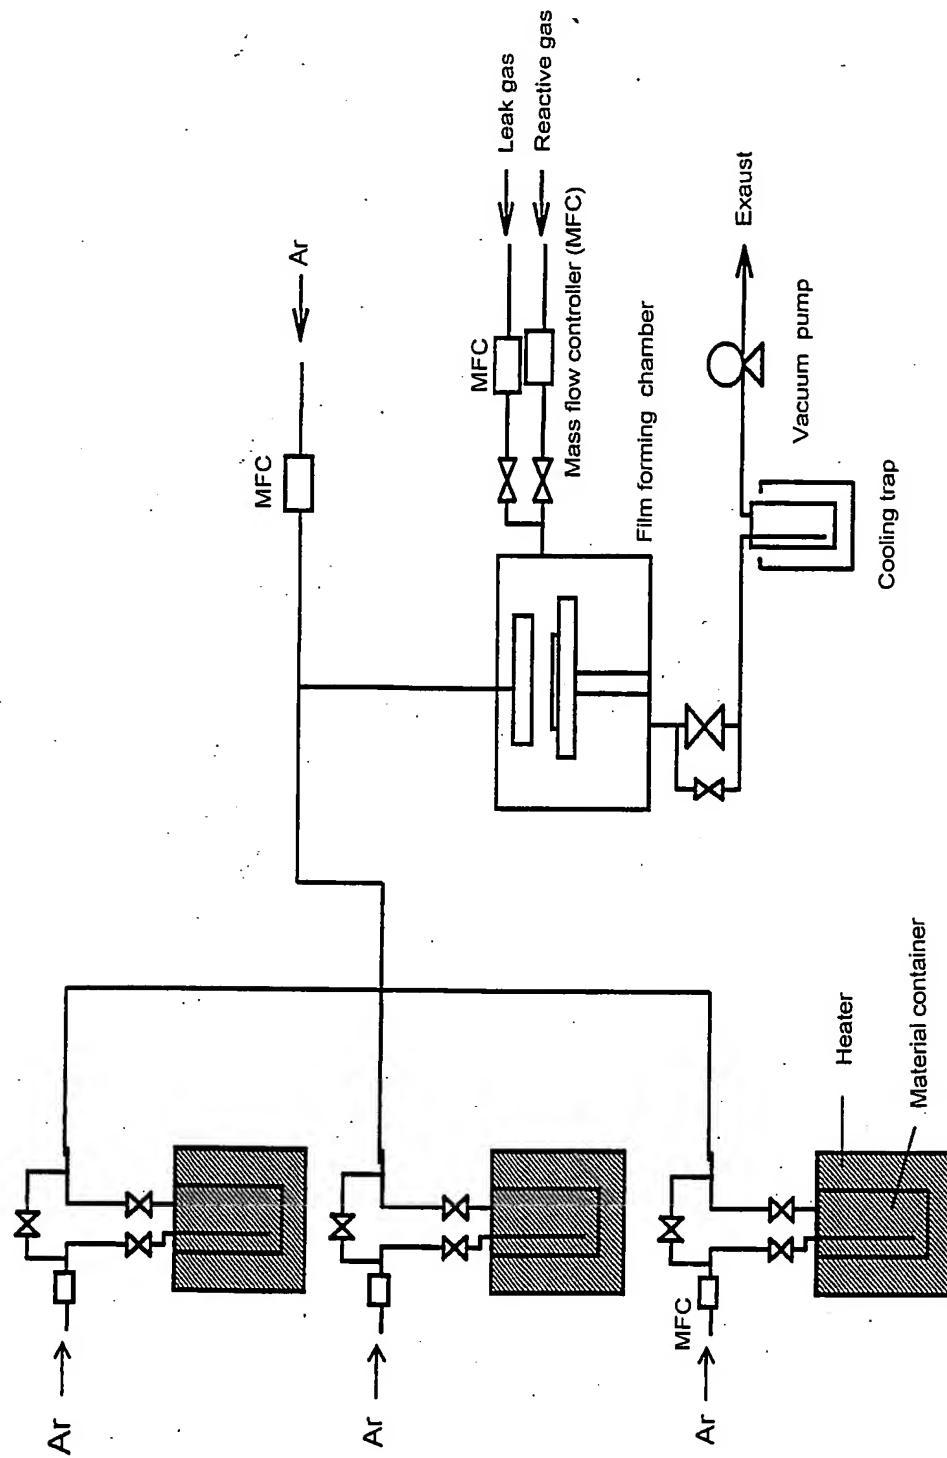 Ar
MFC
Leak gas
Reactive gas
MFC
Mass flow controller (MFC)
Film forming chamber
Exaust
Vacuum pump
Cooling trap
Ar
Ar
Ar
MFC
Heater
Material container